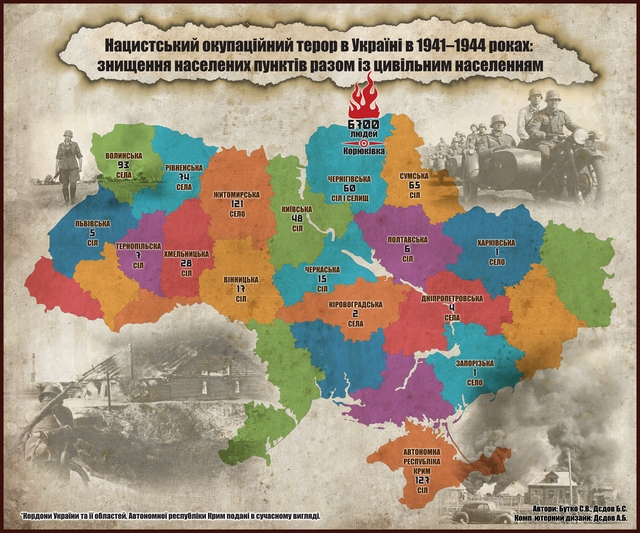 Нацистський окупаційний терор в Україні в 1941–1944 роках:
знищення населених пунктів разом із цивільним населенням
6700
людей
Корюківка
ВОЛИНСЬКА
93
СЕЛА
РІВНЕНСЬКА
74
СЕЛА
ЖИТОМИРСЬКА
121
СЕЛО
КИЇВСЬКА
48
СІЛ
ЧЕРНІГІВСЬКА
60
СІЛ І СЕЛИЩ
СУМСЬКА
65
СІЛ
ЛЬВІВСЬКА
5
СІЛ
ТЕРНОПІЛЬСЬКА
7
СІЛ
ХМЕЛЬНИЦЬКА
28
СІЛ
ВІННИЦЬКА
17
СІЛ
ЧЕРКАСЬКА
15
СІЛ
ПОЛТАВСЬКА
6
СІЛ
ХАРКІВСЬКА
1
СЕЛО
КІРОВОГРАДСЬКА
2
СЕЛА
ДНІПРОПЕТРОВСЬКА
4
СЕЛА
ЗАПОРІЗЬКА
1
СЕЛО
АВТОНОМНА
РЕСПУБЛІКА
КРИМ
127
СІЛ
*Кордони України та її областей, Автономної республіки Крим подані в сучасному вигляді.
Автори: Бутко С.В., Дєдов Б.Є.
Комп`юторний дизайн: Дєдов А.Б.